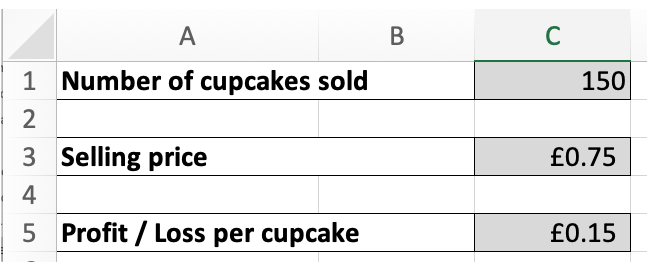 A B C
1 Number of cupcakes sold 150
2
3 Selling price £0.75
4
5 Profit / Loss per cupcake £0.15